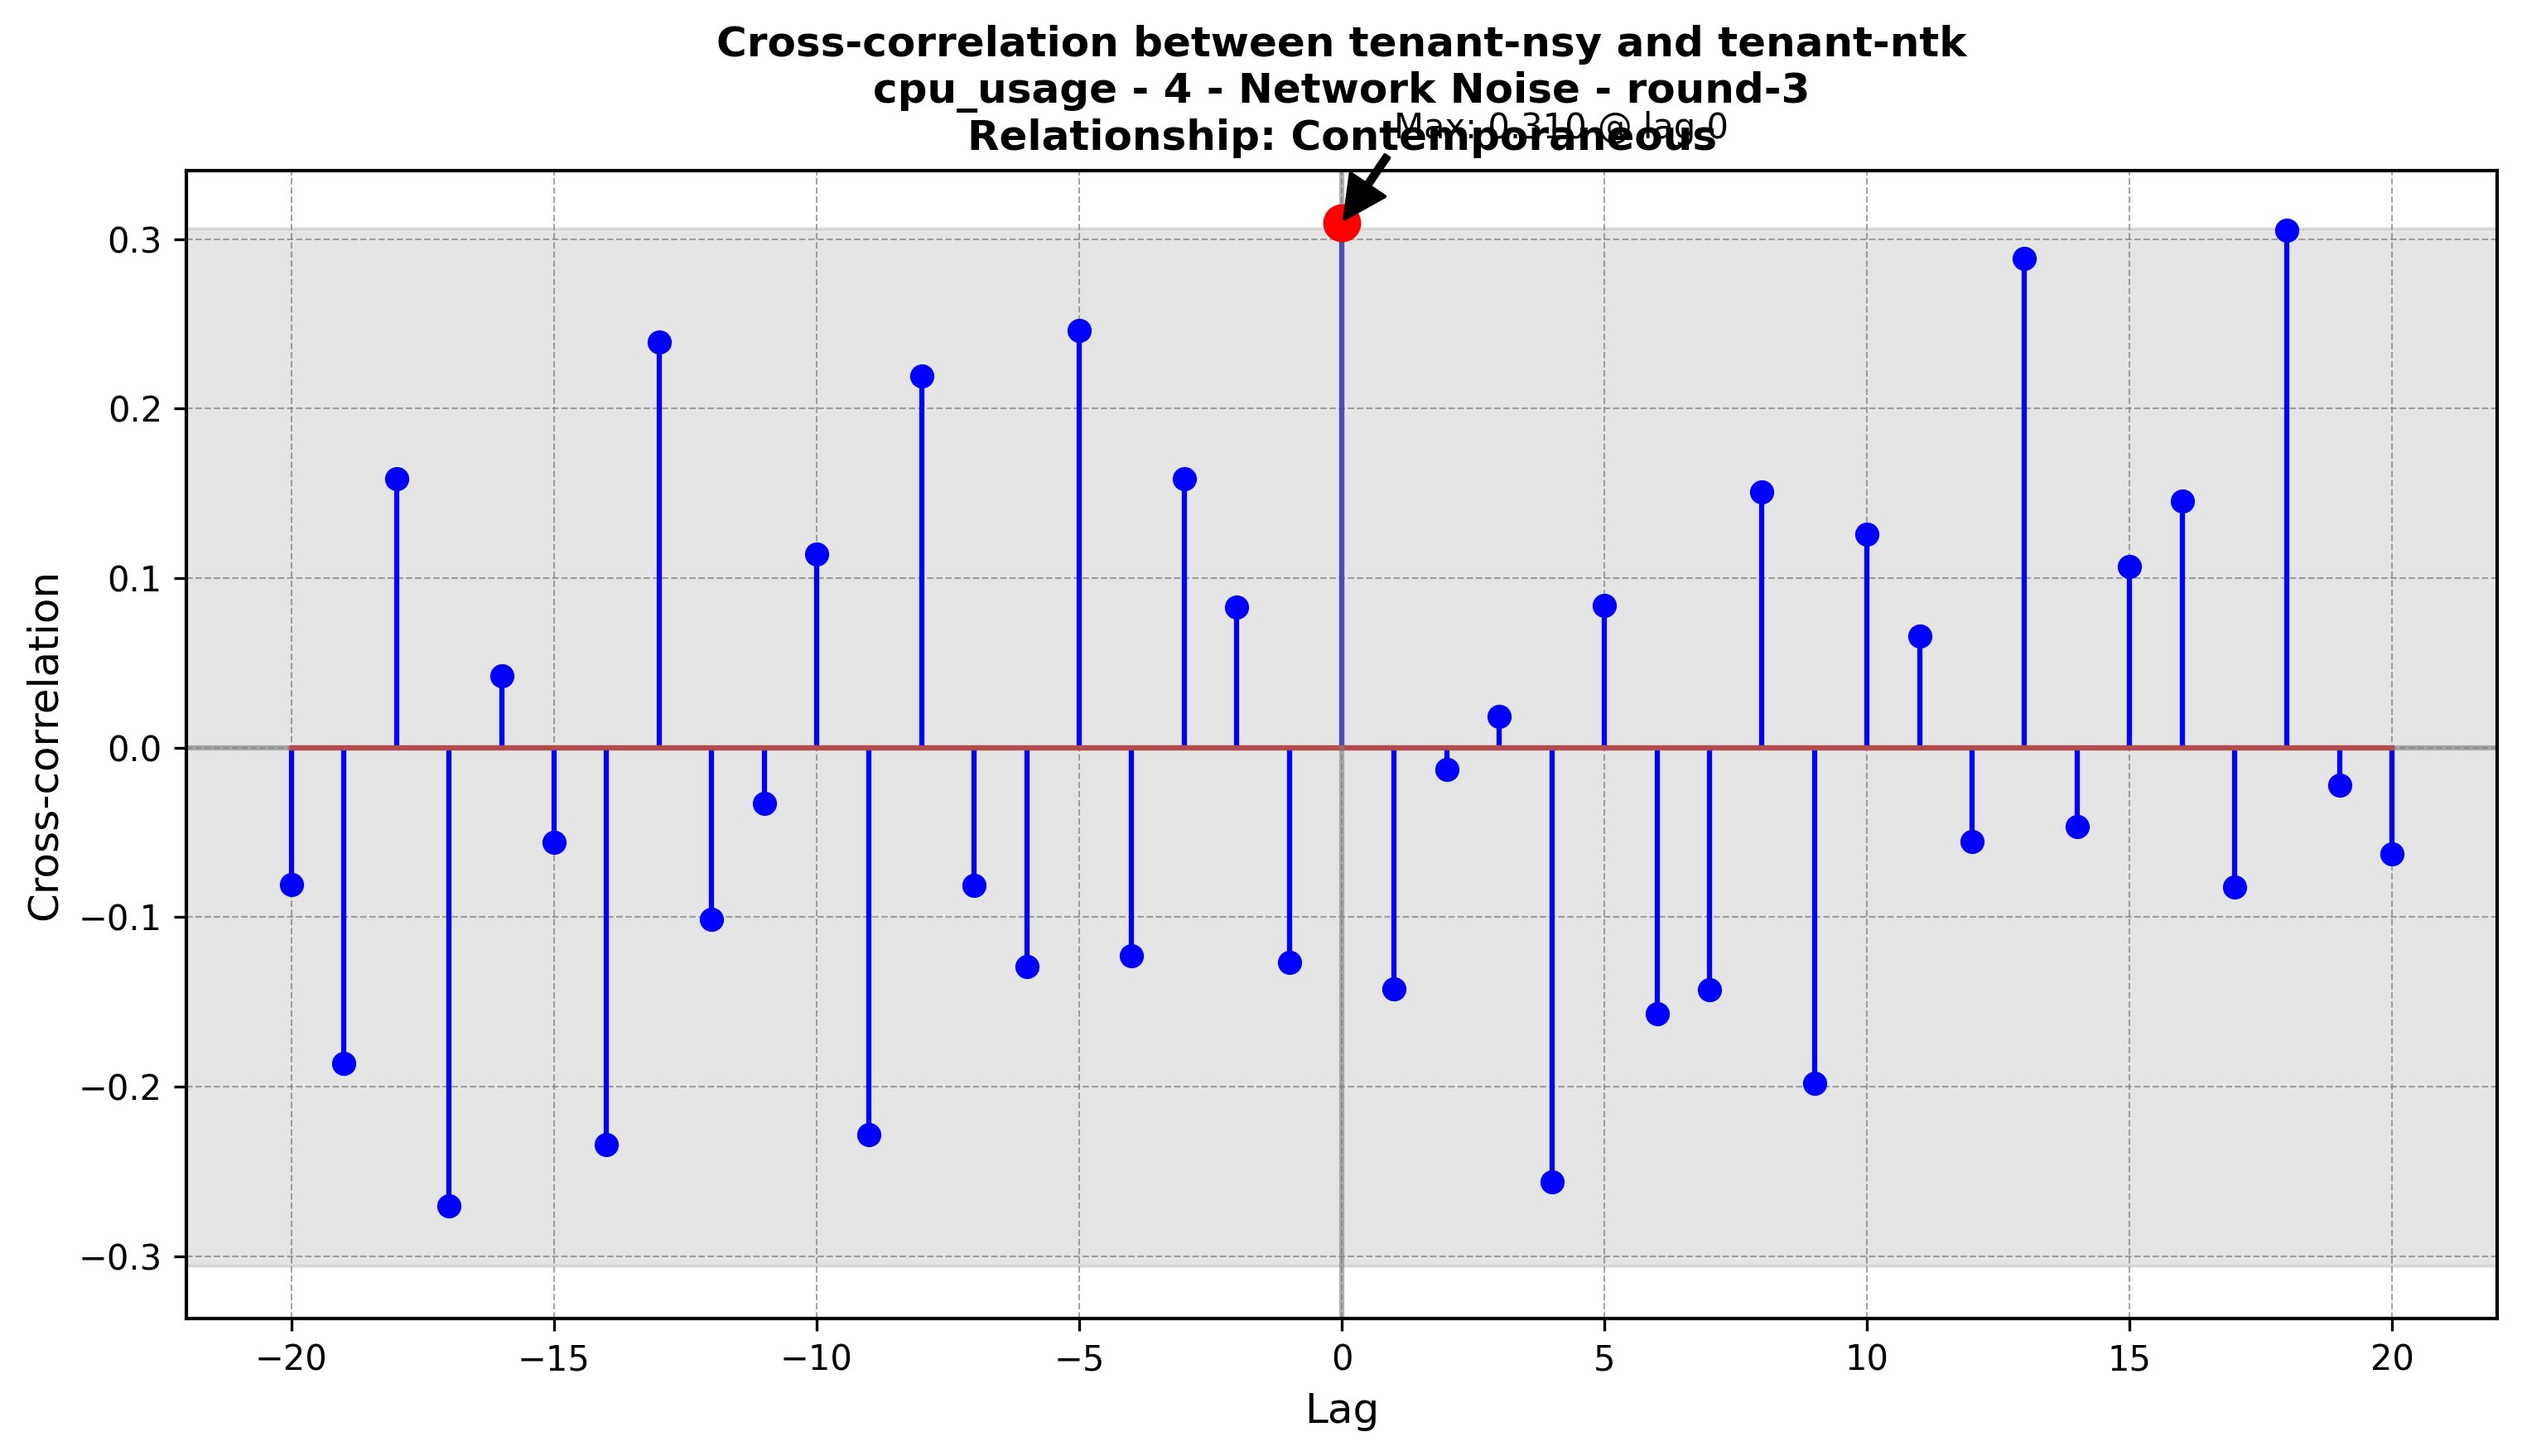 Cross-correlation between tenant-nsy and tenant-ntk
cpu_usage - 4 - Network Noise - round-3
Relationship: Contemporaneous
Max: 0.310 @ lag 0
Cross-correlation
0.3
0.2
0.1
0.0
−0.1
−0.2
−0.3
−20
−15
−10
−5
0
5
10
15
20
Lag